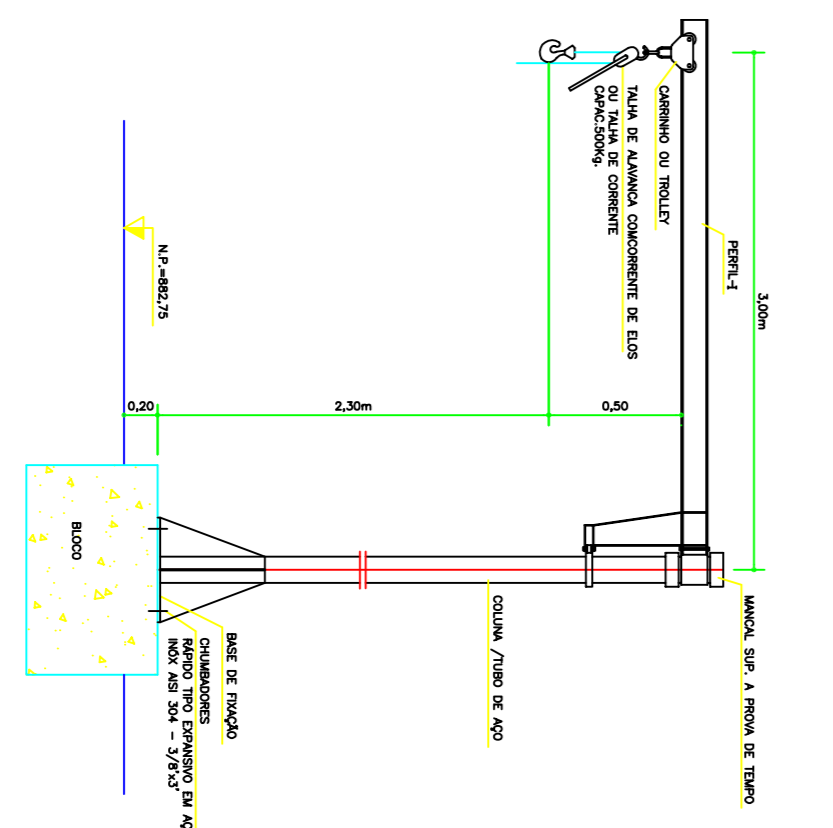 3,00m
PERFIL-I
CARRINHO OU TROLLEY
TALHA DE ALAVANCA COMCORRENTE DE ELOS
OU TALHA DE CORRENTE
CAPAC.500Kg.
N.P.=882,75
0,20
2,30m
0,50
MANCAL SUP. A PROVA DE TEMPO
COLUNA /TUBO DE AÇO
BLOCO
BASE DE FIXAÇÃO
CHUMBADORES
RÁPIDO TIPO EXPANSIVO EM AÇ
INÓX AISI 304 - 3/8'x3'